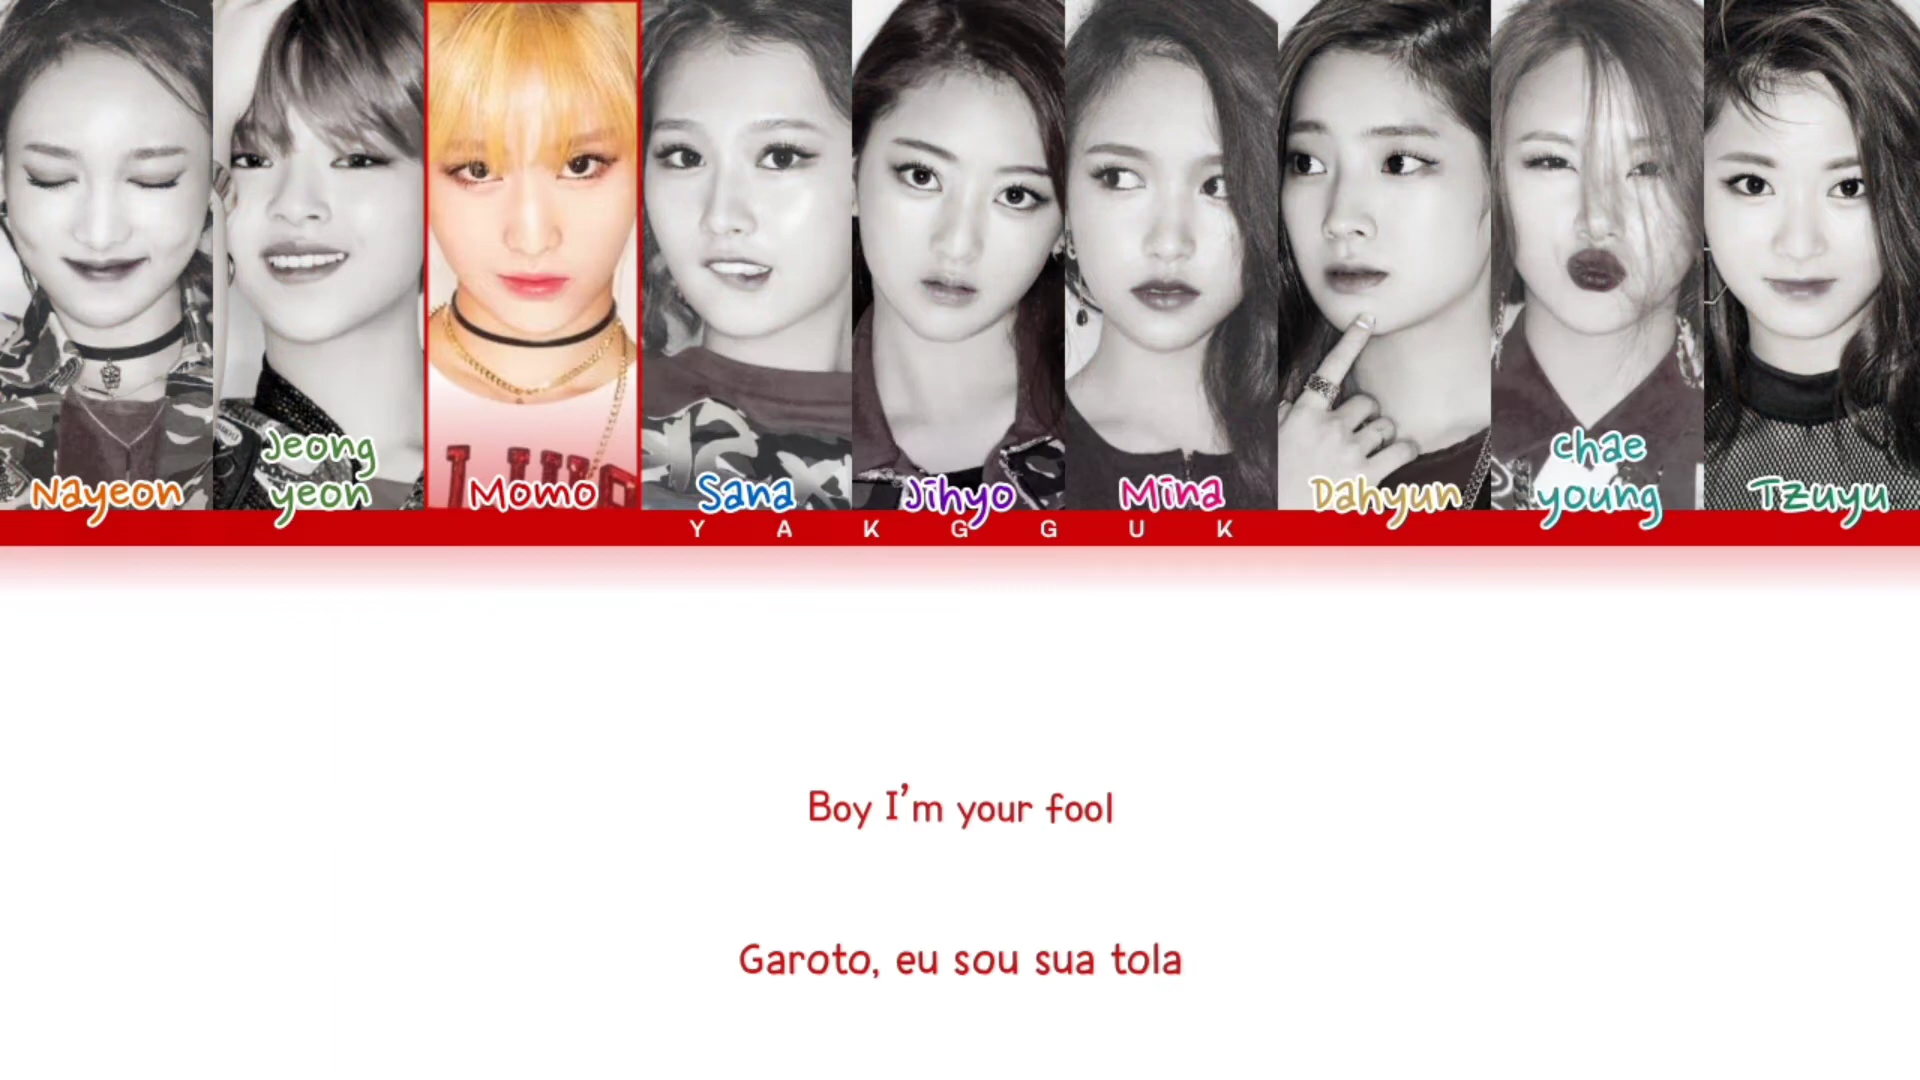 Nayeon
Jeong
yeon
Momo
Sana
Jihyo
Mina
Dahyun
chae
young
Tzuyu
YAKGGUK
Boy I'm your fool
Garoto, eu sou sua tola